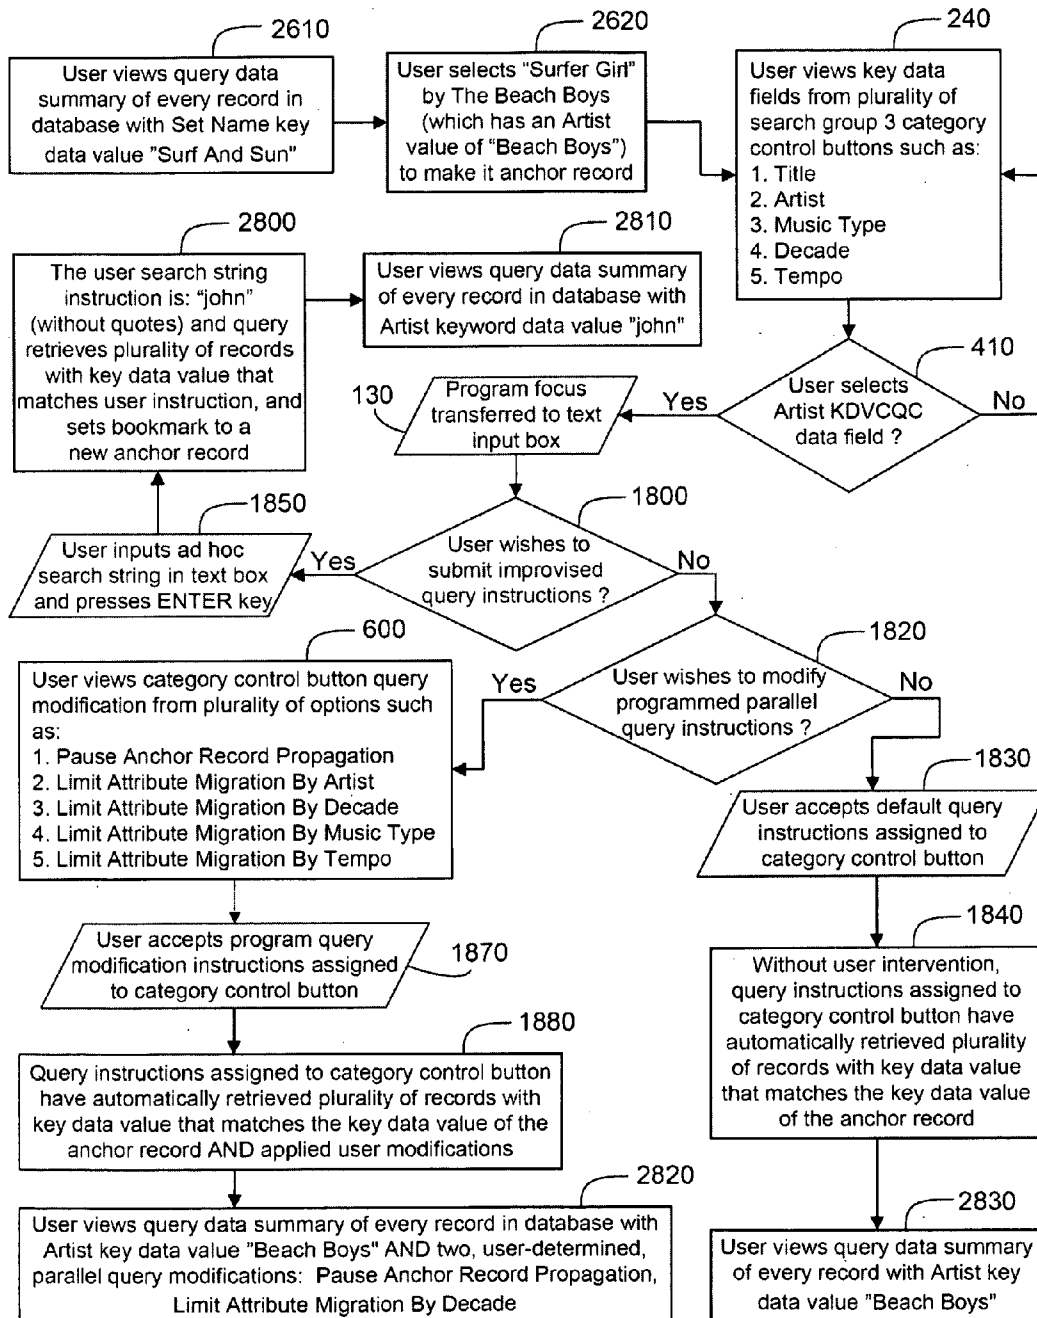 2610
User views query data
summary of every record in
database with Set Name key
data value "Surf And Sun"
2620
User selects "Surfer Girl"
by The Beach Boys
(which has an Artist
value of "Beach Boys")
to make it anchor record
240
User views key data
fields from plurality of
search group 3 category
control buttons such as:
1. Title
2. Artist
3. Music Type
4. Decade
5. Tempo
2800
The user search string
instruction is: "john"
(without quotes) and query
retrieves plurality of records
with key data value that
matches user instruction, and
sets bookmark to a
new anchor record
2810
User views query data summary
of every record in database with
Artist keyword data value "john"
410
User selects
Artist KDVCQC
data field ?
Yes
No
130
Program focus
transferred to text
input box
1800
User wishes to
submit improvised
query instructions ?
Yes
No
1850
User inputs ad hoc
search string in text box
and presses ENTER key
1820
User wishes to modify
programmed parallel
query instructions ?
Yes
No
600
User views category control button query
modification from plurality of options such
as:
1. Pause Anchor Record Propagation
2. Limit Attribute Migration By Artist
3. Limit Attribute Migration By Decade
4. Limit Attribute Migration By Music Type
5. Limit Attribute Migration By Tempo
1830
User accepts default query
instructions assigned to
category control button
1870
User accepts program query
modification instructions assigned
to category control button
1840
Without user intervention,
query instructions assigned to
category control button have
automatically retrieved plurality
of records with key data value
that matches the key data value
of the anchor record
1880
Query instructions assigned to category control button
have automatically retrieved plurality of records with
key data value that matches the key data value of the
anchor record AND applied user modifications
2820
User views query data summary of every record in database with
Artist key data value "Beach Boys" AND two, user-determined,
parallel query modifications: Pause Anchor Record Propagation,
Limit Attribute Migration By Decade
2830
User views query data summary
of every record with Artist key
data value "Beach Boys"